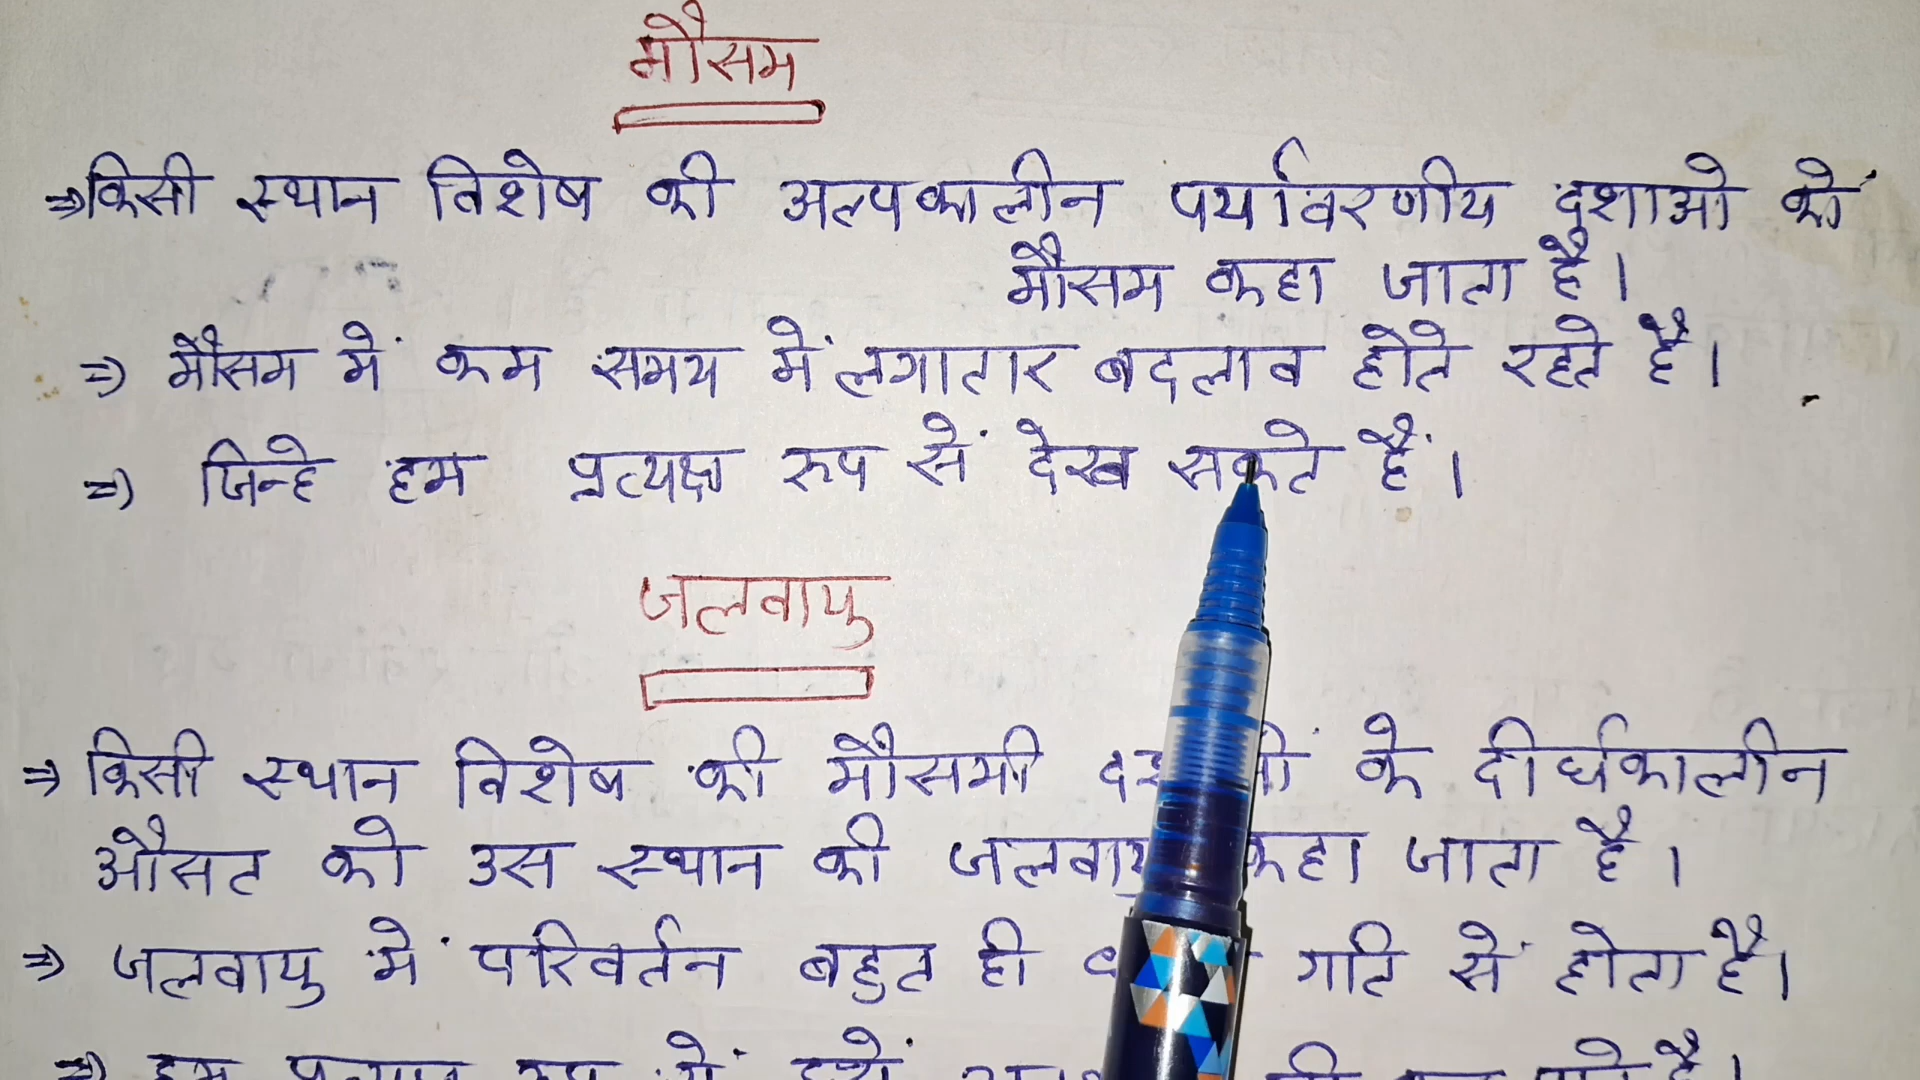 मौसम
⇒किसी स्थान विशेष की अल्पकालीन पर्यावरणीय दशाओ कों
मौसम कहा जाता है।
⇒ मौसम में कम समय में लगातार बदलाव होते रहते है।
⇒ जिन्हे हम प्रत्यक्ष रूप सें देख सकते हैं।
जलवायु
⇒ किसी स्थान विशेष की मौसमी के दीर्घकालीन
औसत को उस स्थान की जलवायु कहा जाता है।
⇒ जलवायु में परिवर्तन बहुत ही गति सें होता है।
⇒ हम